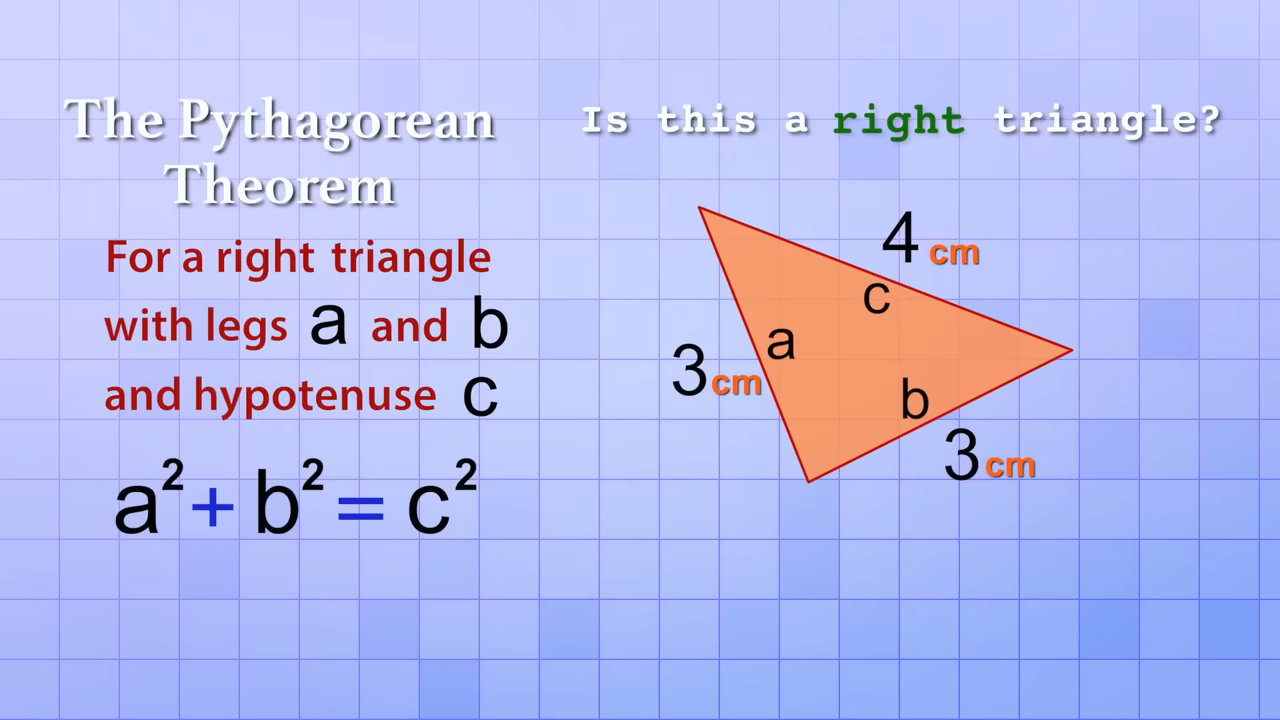 The Pythagorean
Theorem
For a right triangle
with legs a and b
and hypotenuse c
a² + b² = c²
Is this a right triangle?
4 cm
c
a
3 cm
b
3 cm